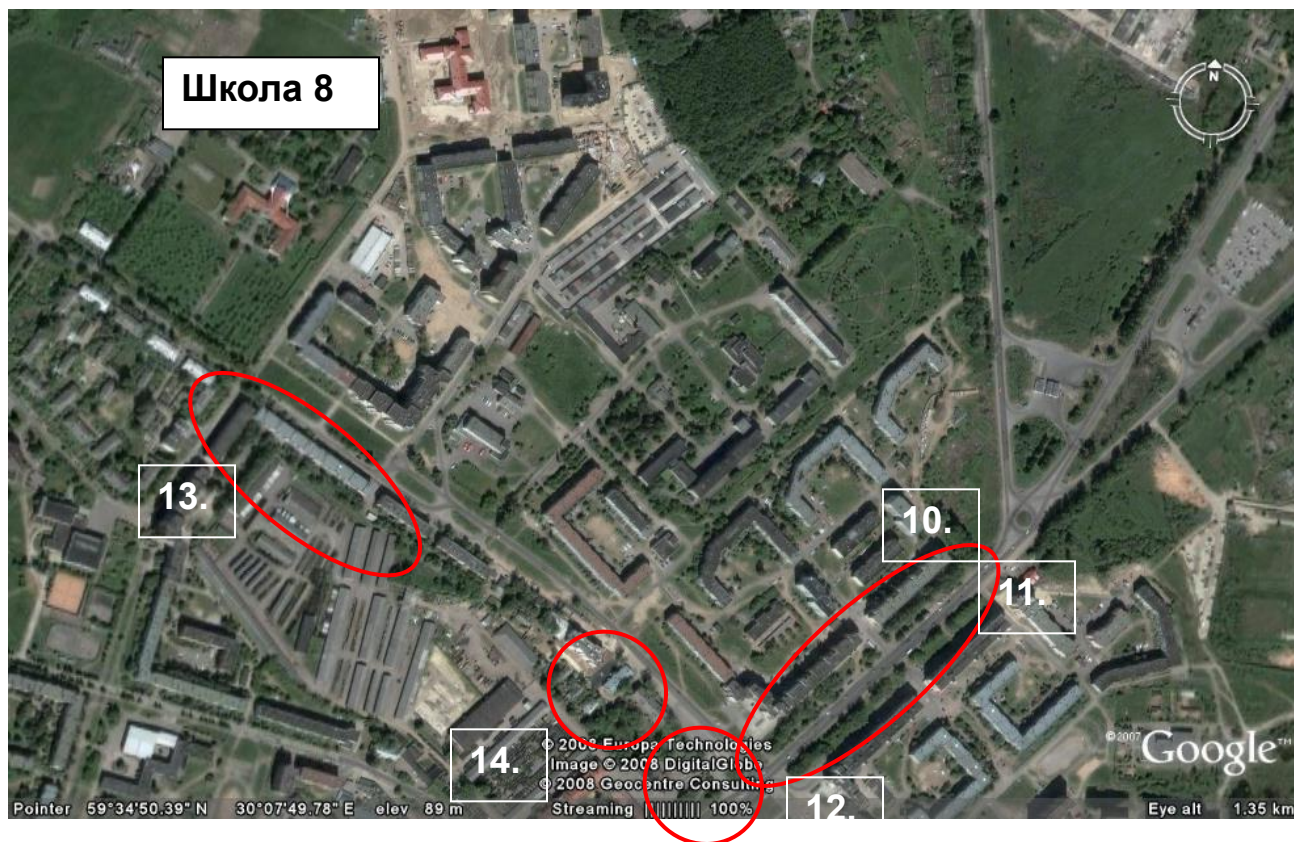 Школа 8
N
13.
10.
11.
14.
12.
© 2008 Europa Technologies
Image © 2008 DigitalGlobe
© 2008 Geocentre Consulting
©2007 Google™
Pointer 59°34'50.39" N 30°07'49.78" E elev 89 m Streaming |||||||||| 100% Eye alt 1.35 km